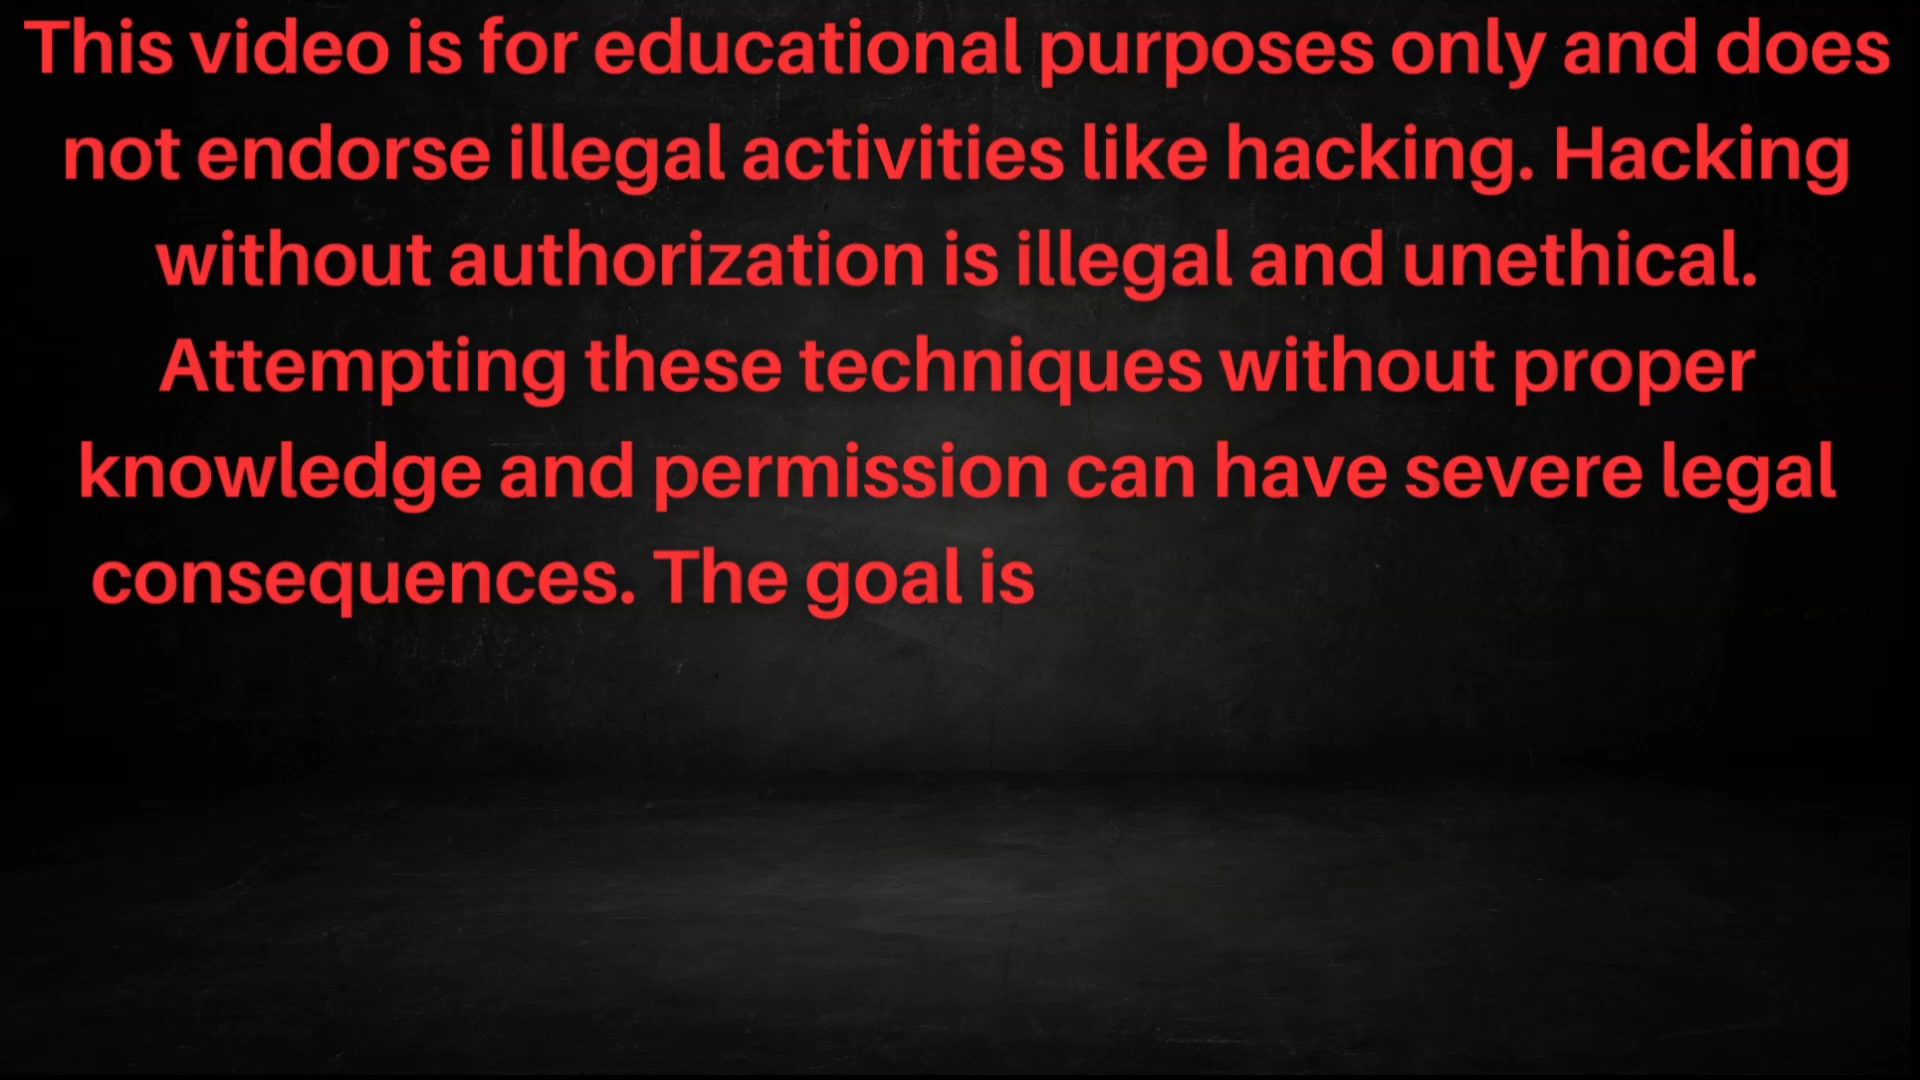 This video is for educational purposes only and does
not endorse illegal activities like hacking. Hacking
without authorization is illegal and unethical.
Attempting these techniques without proper
knowledge and permission can have severe legal
consequences. The goal is